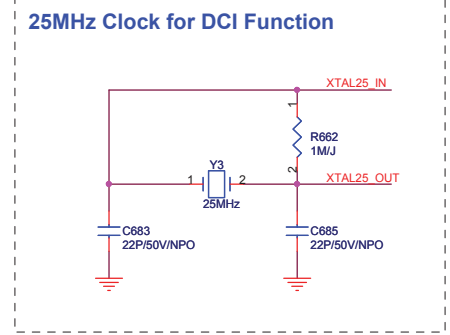 25MHz Clock for DCI Function
XTAL25_IN
1
R662
1M/J
2
Y3
1
2
XTAL25_OUT
25MHz
C683
22P/50V/NPO
C685
22P/50V/NPO